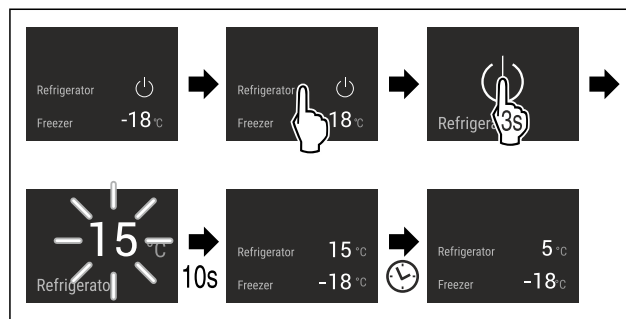 Refrigerator
Freezer -18 °C
Refrigerator
Freezer 18 °C
Refrigera 3s
15 °C
Refrigerato
10s
Refrigerator 15 °C
Freezer -18 °C
Refrigerator 5 °C
Freezer -18 °C